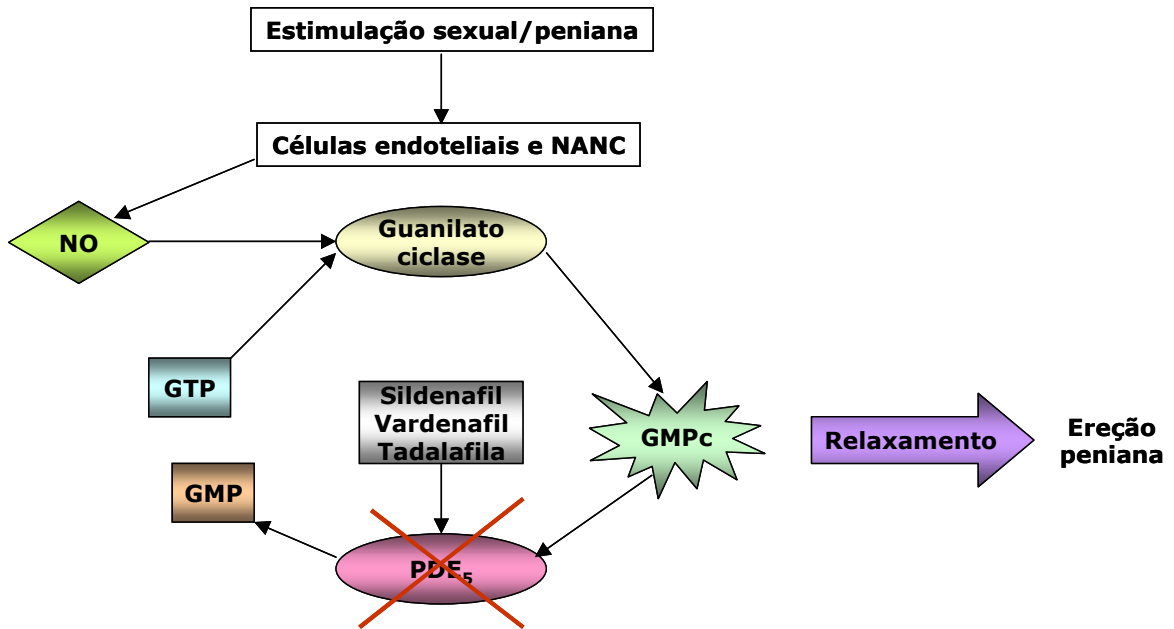 Estimulação sexual/peniana
Células endoteliais e NANC
NO
Guanilato
ciclase
GTP
Sildenafil
Vardenafil
Tadalafila
GMPc
Relaxamento
Ereção
peniana
GMP
PDE₅